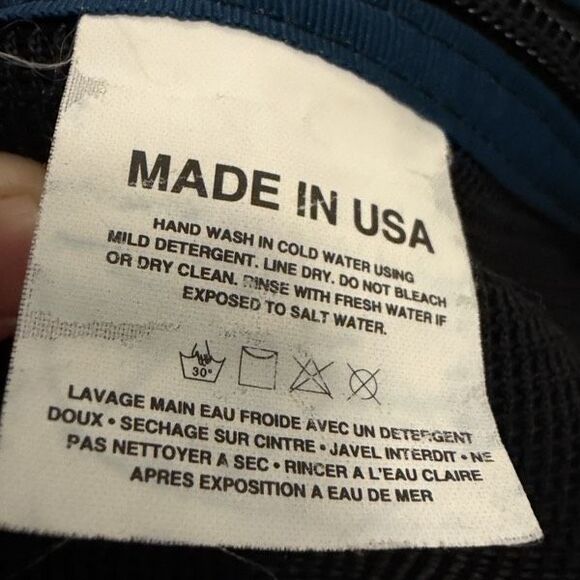 MADE IN USA
HAND WASH IN COLD WATER USING
MILD DETERGENT. LINE DRY. DO NOT BLEACH
OR DRY CLEAN. RINSE WITH FRESH WATER IF
EXPOSED TO SALT WATER.
30°
LAVAGE MAIN EAU FROIDE AVEC UN DETERGENT
DOUX • SECHAGE SUR CINTRE • JAVEL INTERDIT • NE
PAS NETTOYER A SEC • RINCER A L'EAU CLAIRE
APRES EXPOSITION A EAU DE MER